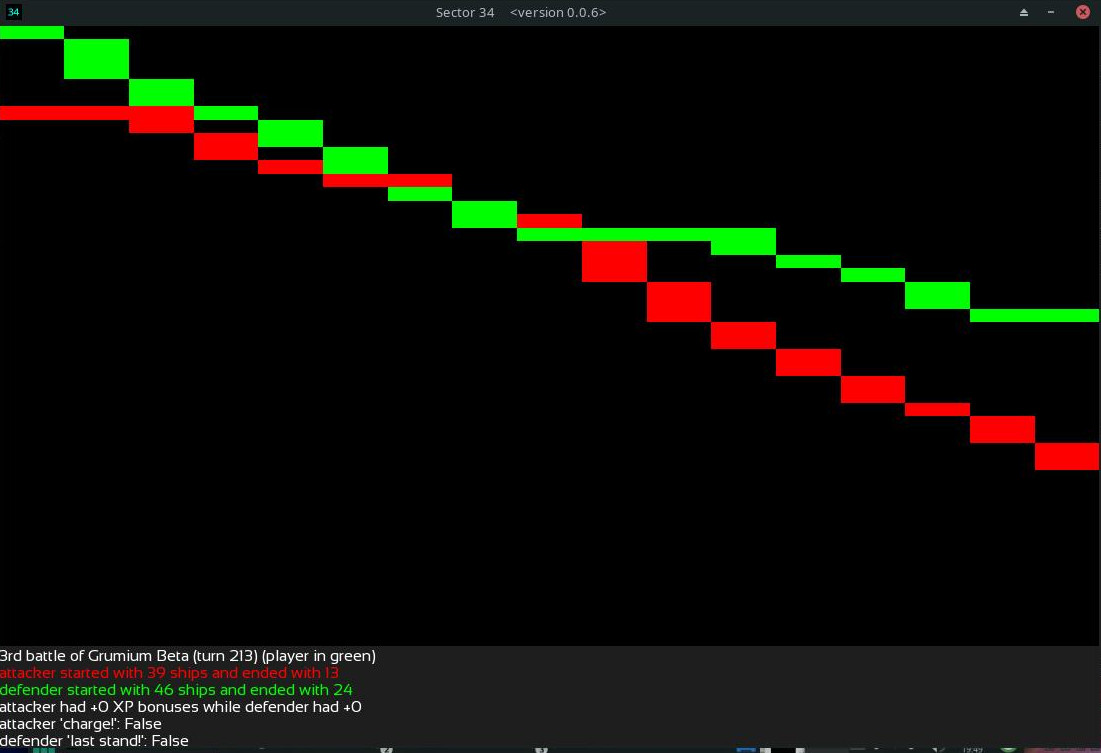 34
Sector 34 <version 0.0.6>
3rd battle of Grumium Beta (turn 213) (player in green)
attacker started with 39 ships and ended with 13
defender started with 46 ships and ended with 24
attacker had +0 XP bonuses while defender had +0
attacker 'charge!': False
defender 'last stand!': False